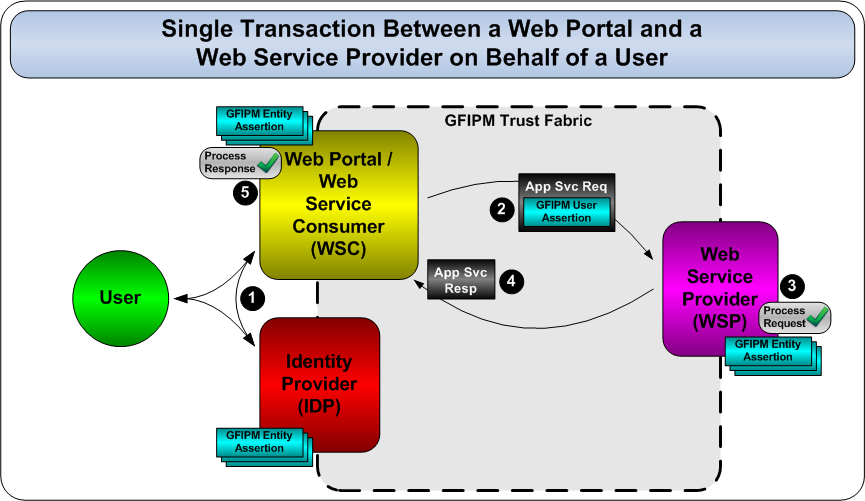 Single Transaction Between a Web Portal and a
Web Service Provider on Behalf of a User
GFIPM Trust Fabric
GFIPM Entity
Assertion
Process
Response
5
Web Portal /
Web
Service
Consumer
(WSC)
App Svc Req
GFIPM User
Assertion
2
Web
Service
Provider
(WSP)
3
Process
Request
GFIPM Entity
Assertion
App Svc
Resp
4
User
1
Identity
Provider
(IDP)
GFIPM Entity
Assertion